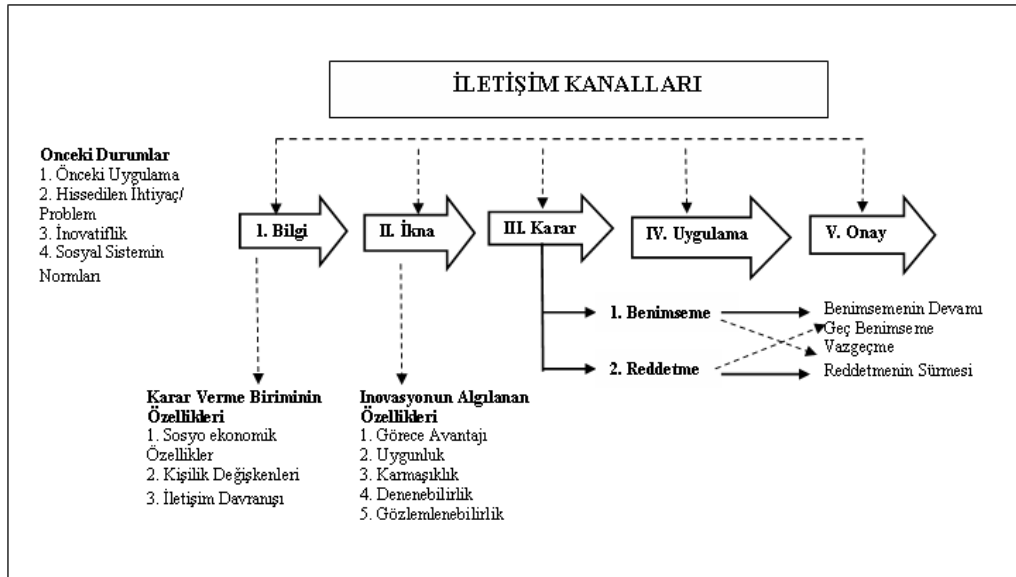 İLETİŞİM KANALLARI
Önceki Durumlar
1. Önceki Uygulama
2. Hissedilen İhtiyaç/
Problem
3. İnovatiflik
4. Sosyal Sistemin
Normları
1. Bilgi
II. İkna
III. Karar
IV. Uygulama
V. Onay
1. Benimseme
2. Reddetme
Benimsemenin Devamı
Geç Benimseme
Vazgeçme
Reddetmenin Sürmesi
Karar Verme Biriminin
Özellikleri
1. Sosyo ekonomik
Özellikler
2. Kişilik Değişkenleri
3. İletişim Davranışı
İnovasyonun Algılanan
Özellikleri
1. Görece Avantajı
2. Uygunluk
3. Karmaşıklık
4. Denenebilirlik
5. Gözlemlenebilirlik